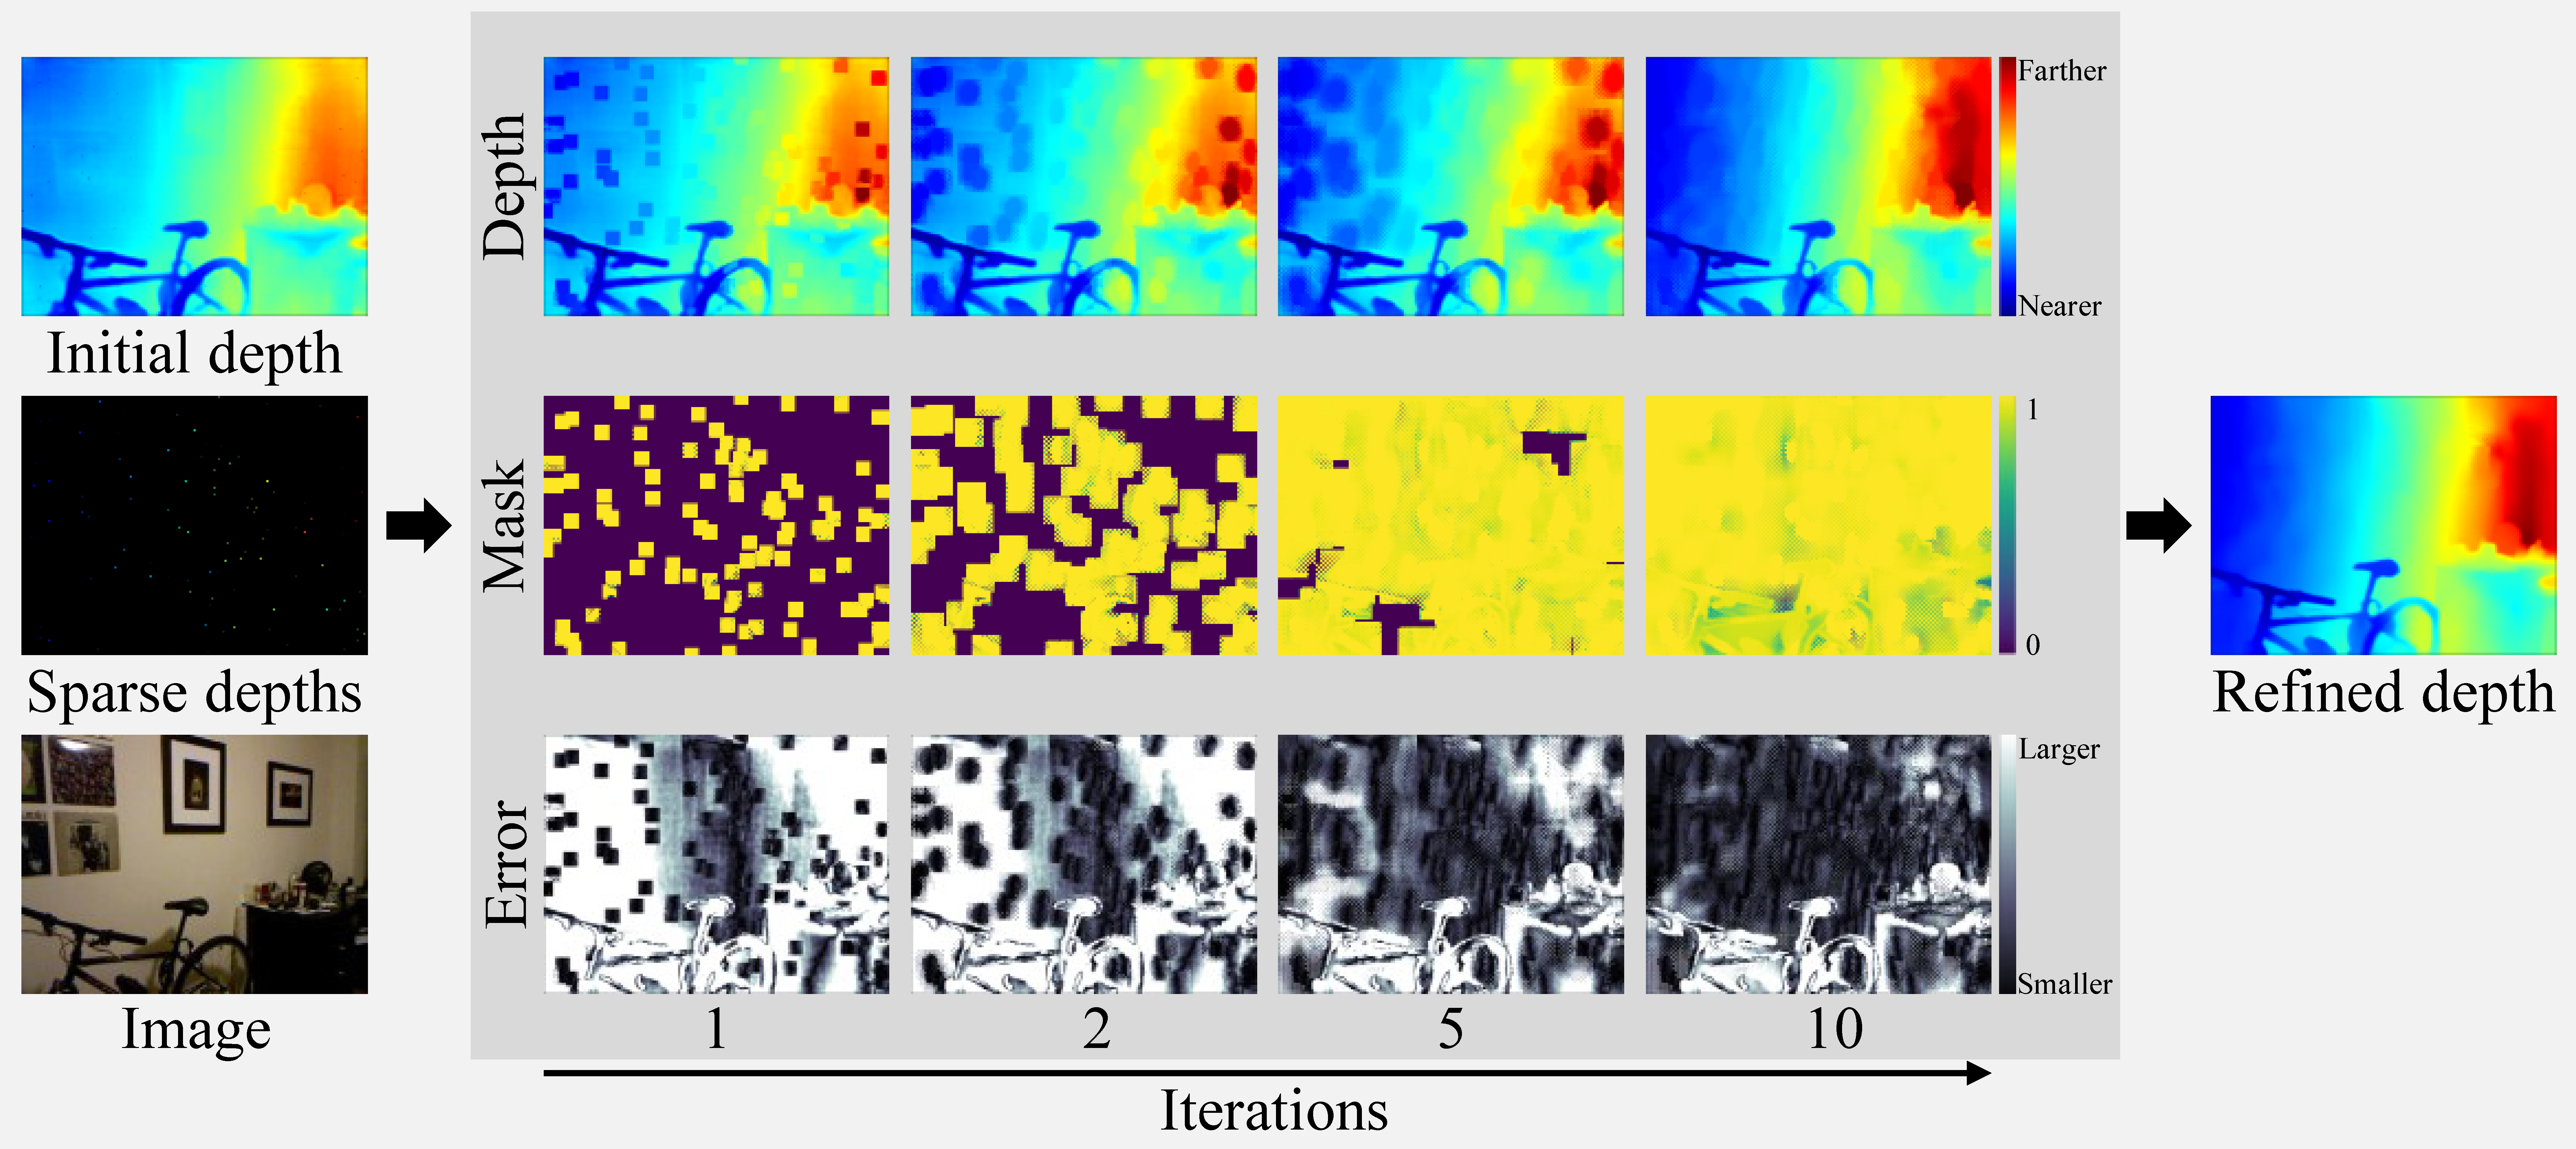 Initial depth
Sparse depths
Image
Depth
Farther
Nearer
Mask
1
0
Error
Larger
Smaller
1 2 5 10
Iterations
Refined depth